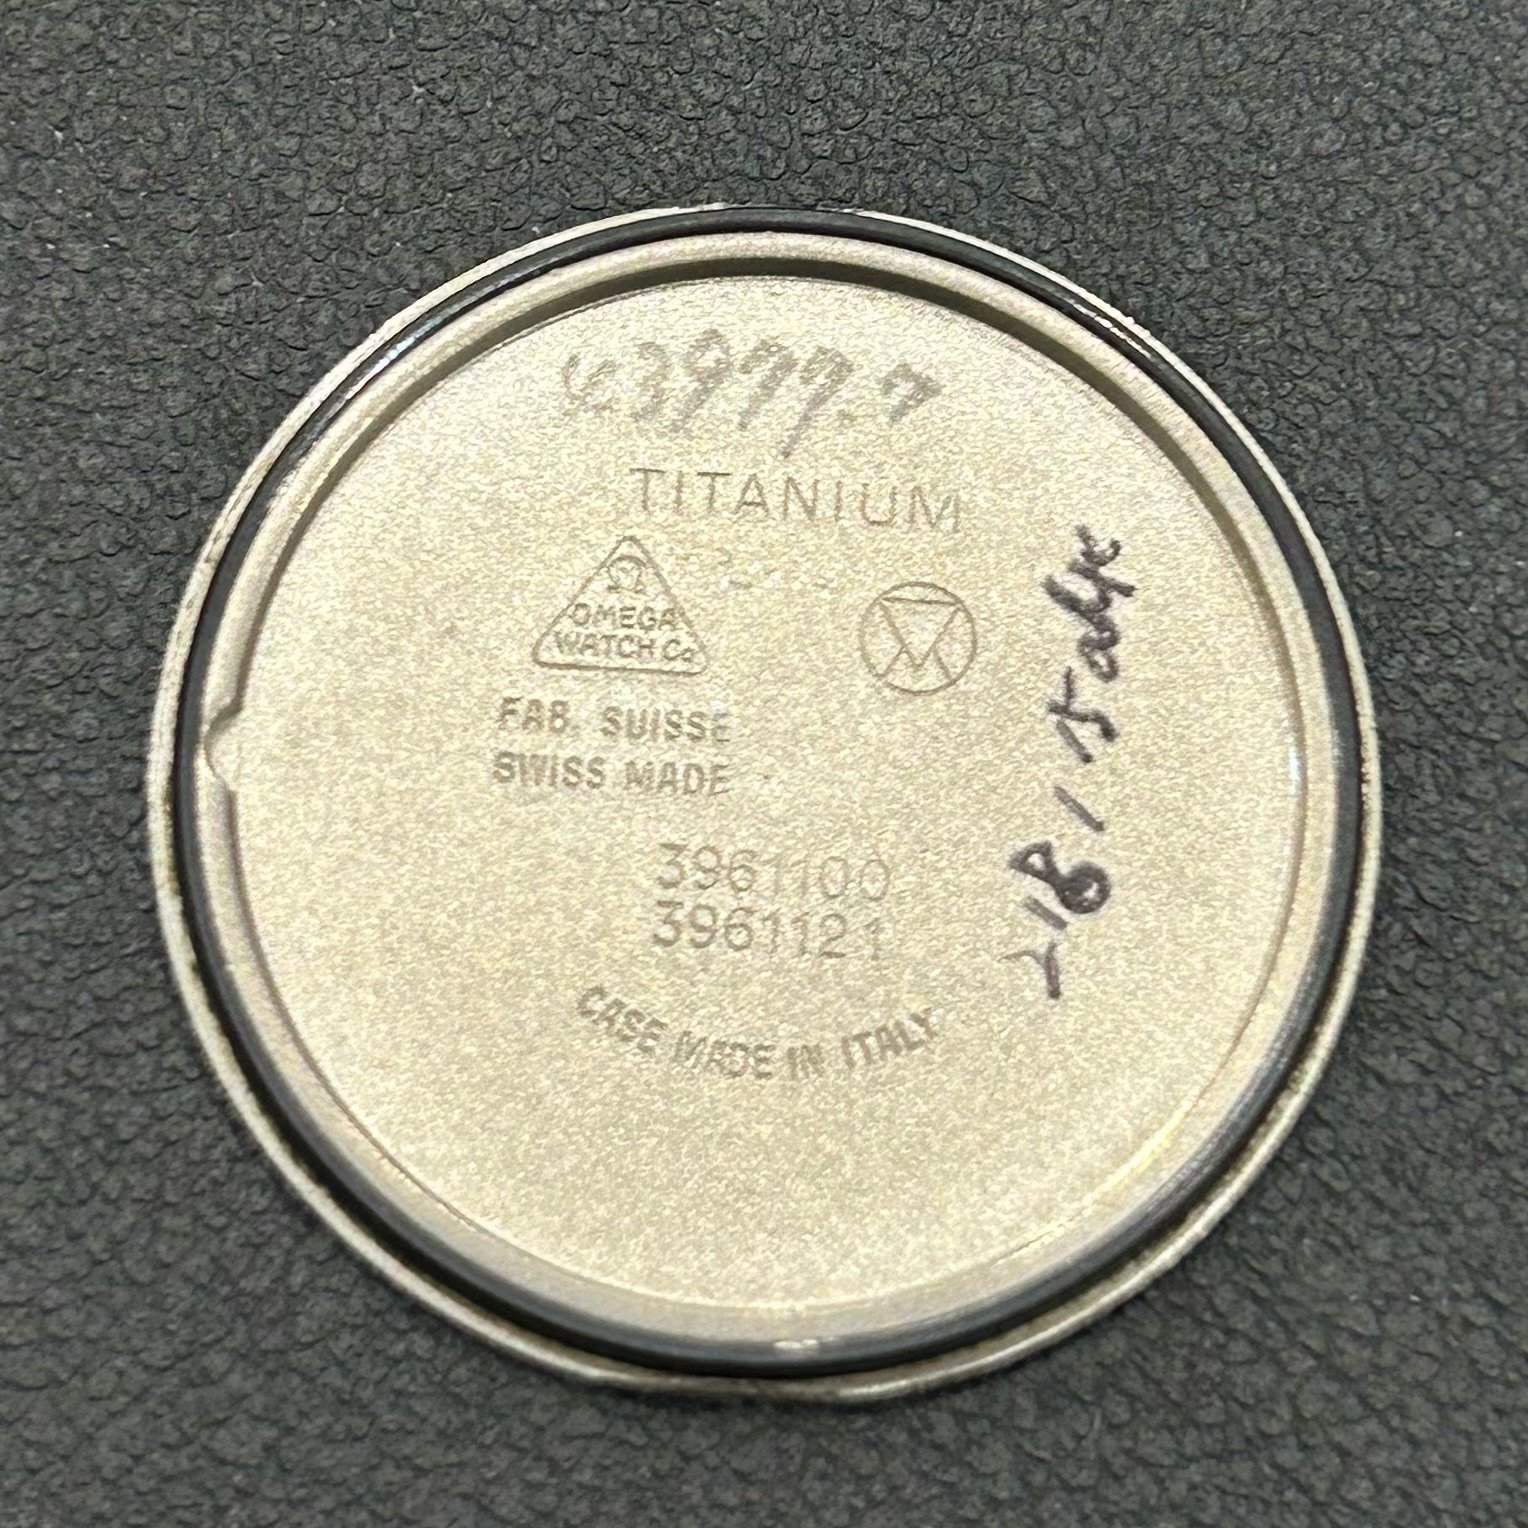 TITANIUM
Ω
OMEGA
WATCH Co
FAB. SUISSE
SWISS MADE
3961100
3961121
CASE MADE IN ITALY